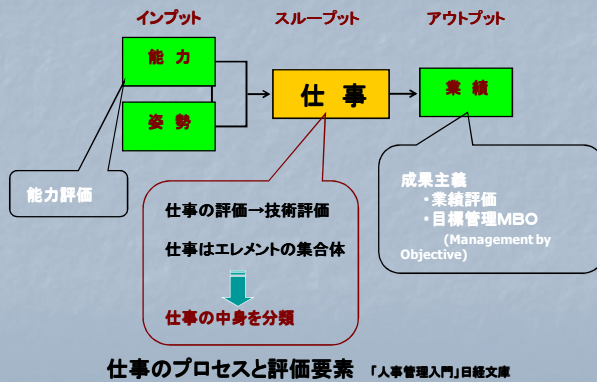 インプット
スループット
アウトプット
能 力
姿 勢
仕 事
業 績
能力評価
仕事の評価→技術評価
仕事はエレメントの集合体
仕事の中身を分類
成果主義
・業績評価
・目標管理MBO
(Management by
Objective)
仕事のプロセスと評価要素 「人事管理入門」日経文庫